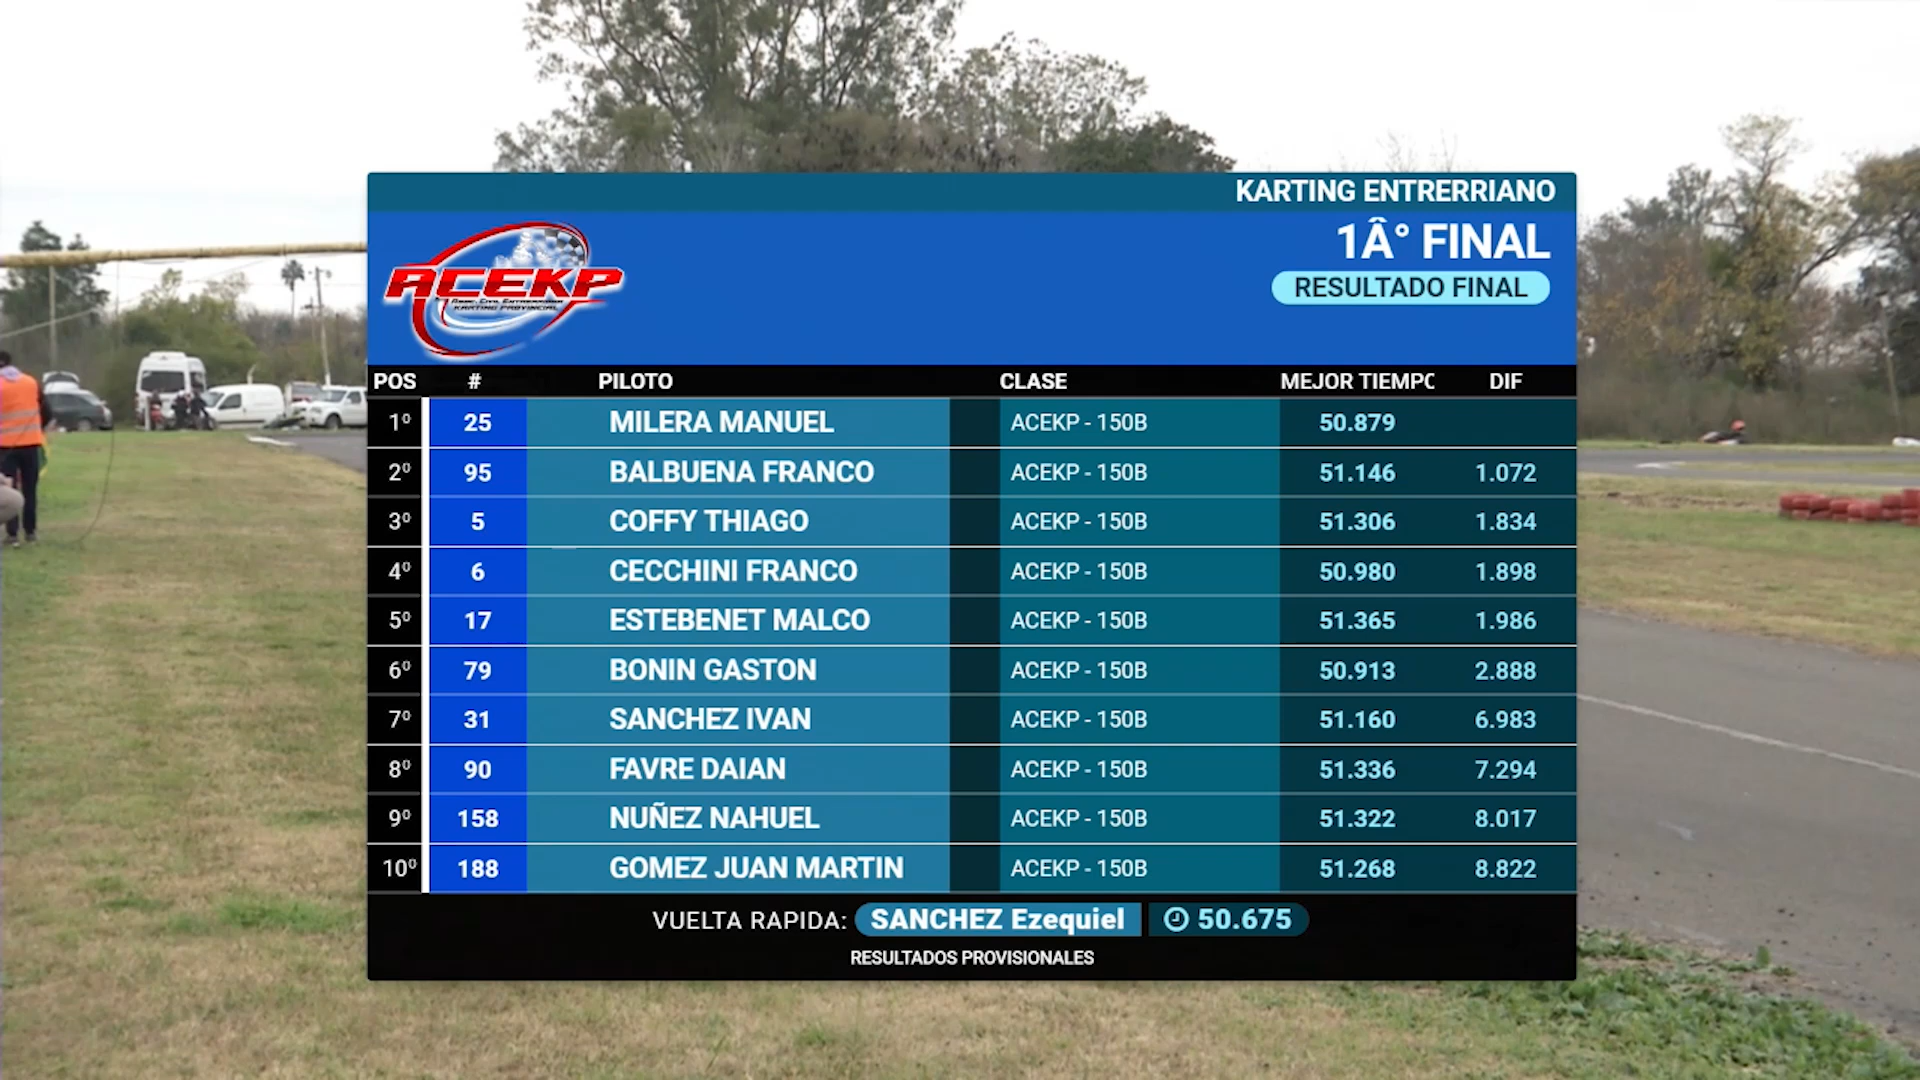 KARTING ENTRERRIANO
1Â° FINAL
RESULTADO FINAL
ACEKP
Asoc. Civil Entrerriana
KARTING PROVINCIAL
POS # PILOTO CLASE MEJOR TIEMPO DIF
1º 25 MILERA MANUEL ACEKP - 150B 50.879
2º 95 BALBUENA FRANCO ACEKP - 150B 51.146 1.072
3º 5 COFFY THIAGO ACEKP - 150B 51.306 1.834
4º 6 CECCHINI FRANCO ACEKP - 150B 50.980 1.898
5º 17 ESTEBENET MALCO ACEKP - 150B 51.365 1.986
6º 79 BONIN GASTON ACEKP - 150B 50.913 2.888
7º 31 SANCHEZ IVAN ACEKP - 150B 51.160 6.983
8º 90 FAVRE DAIAN ACEKP - 150B 51.336 7.294
9º 158 NUÑEZ NAHUEL ACEKP - 150B 51.322 8.017
10º 188 GOMEZ JUAN MARTIN ACEKP - 150B 51.268 8.822
VUELTA RAPIDA: SANCHEZ Ezequiel 50.675
RESULTADOS PROVISIONALES